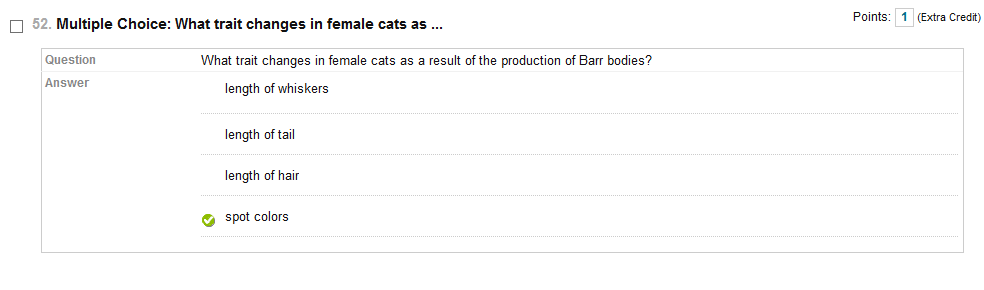 52. Multiple Choice: What trait changes in female cats as ...
Points: 1 (Extra Credit)
Question What trait changes in female cats as a result of the production of Barr bodies?
Answer
length of whiskers
length of tail
length of hair
spot colors